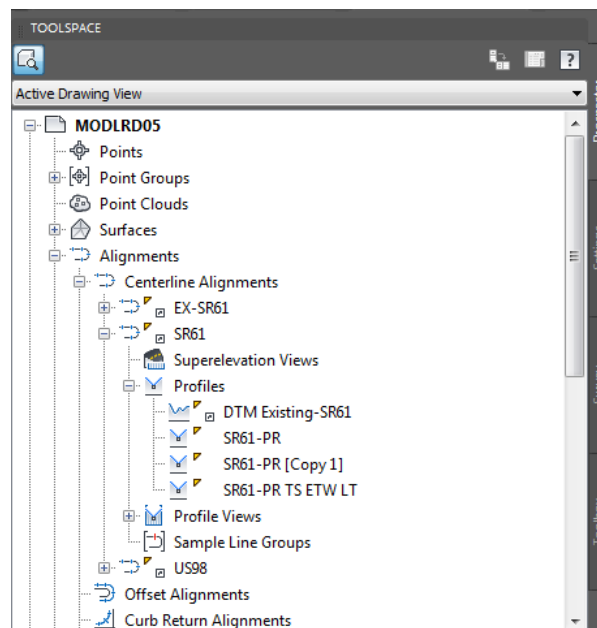 TOOLSPACE
?
Active Drawing View
MODLRD05
Points
Point Groups
Point Clouds
Surfaces
Alignments
Centerline Alignments
EX-SR61
SR61
Superelevation Views
Profiles
DTM Existing-SR61
SR61-PR
SR61-PR [Copy 1]
SR61-PR TS ETW LT
Profile Views
Sample Line Groups
US98
Offset Alignments
Curb Return Alignments